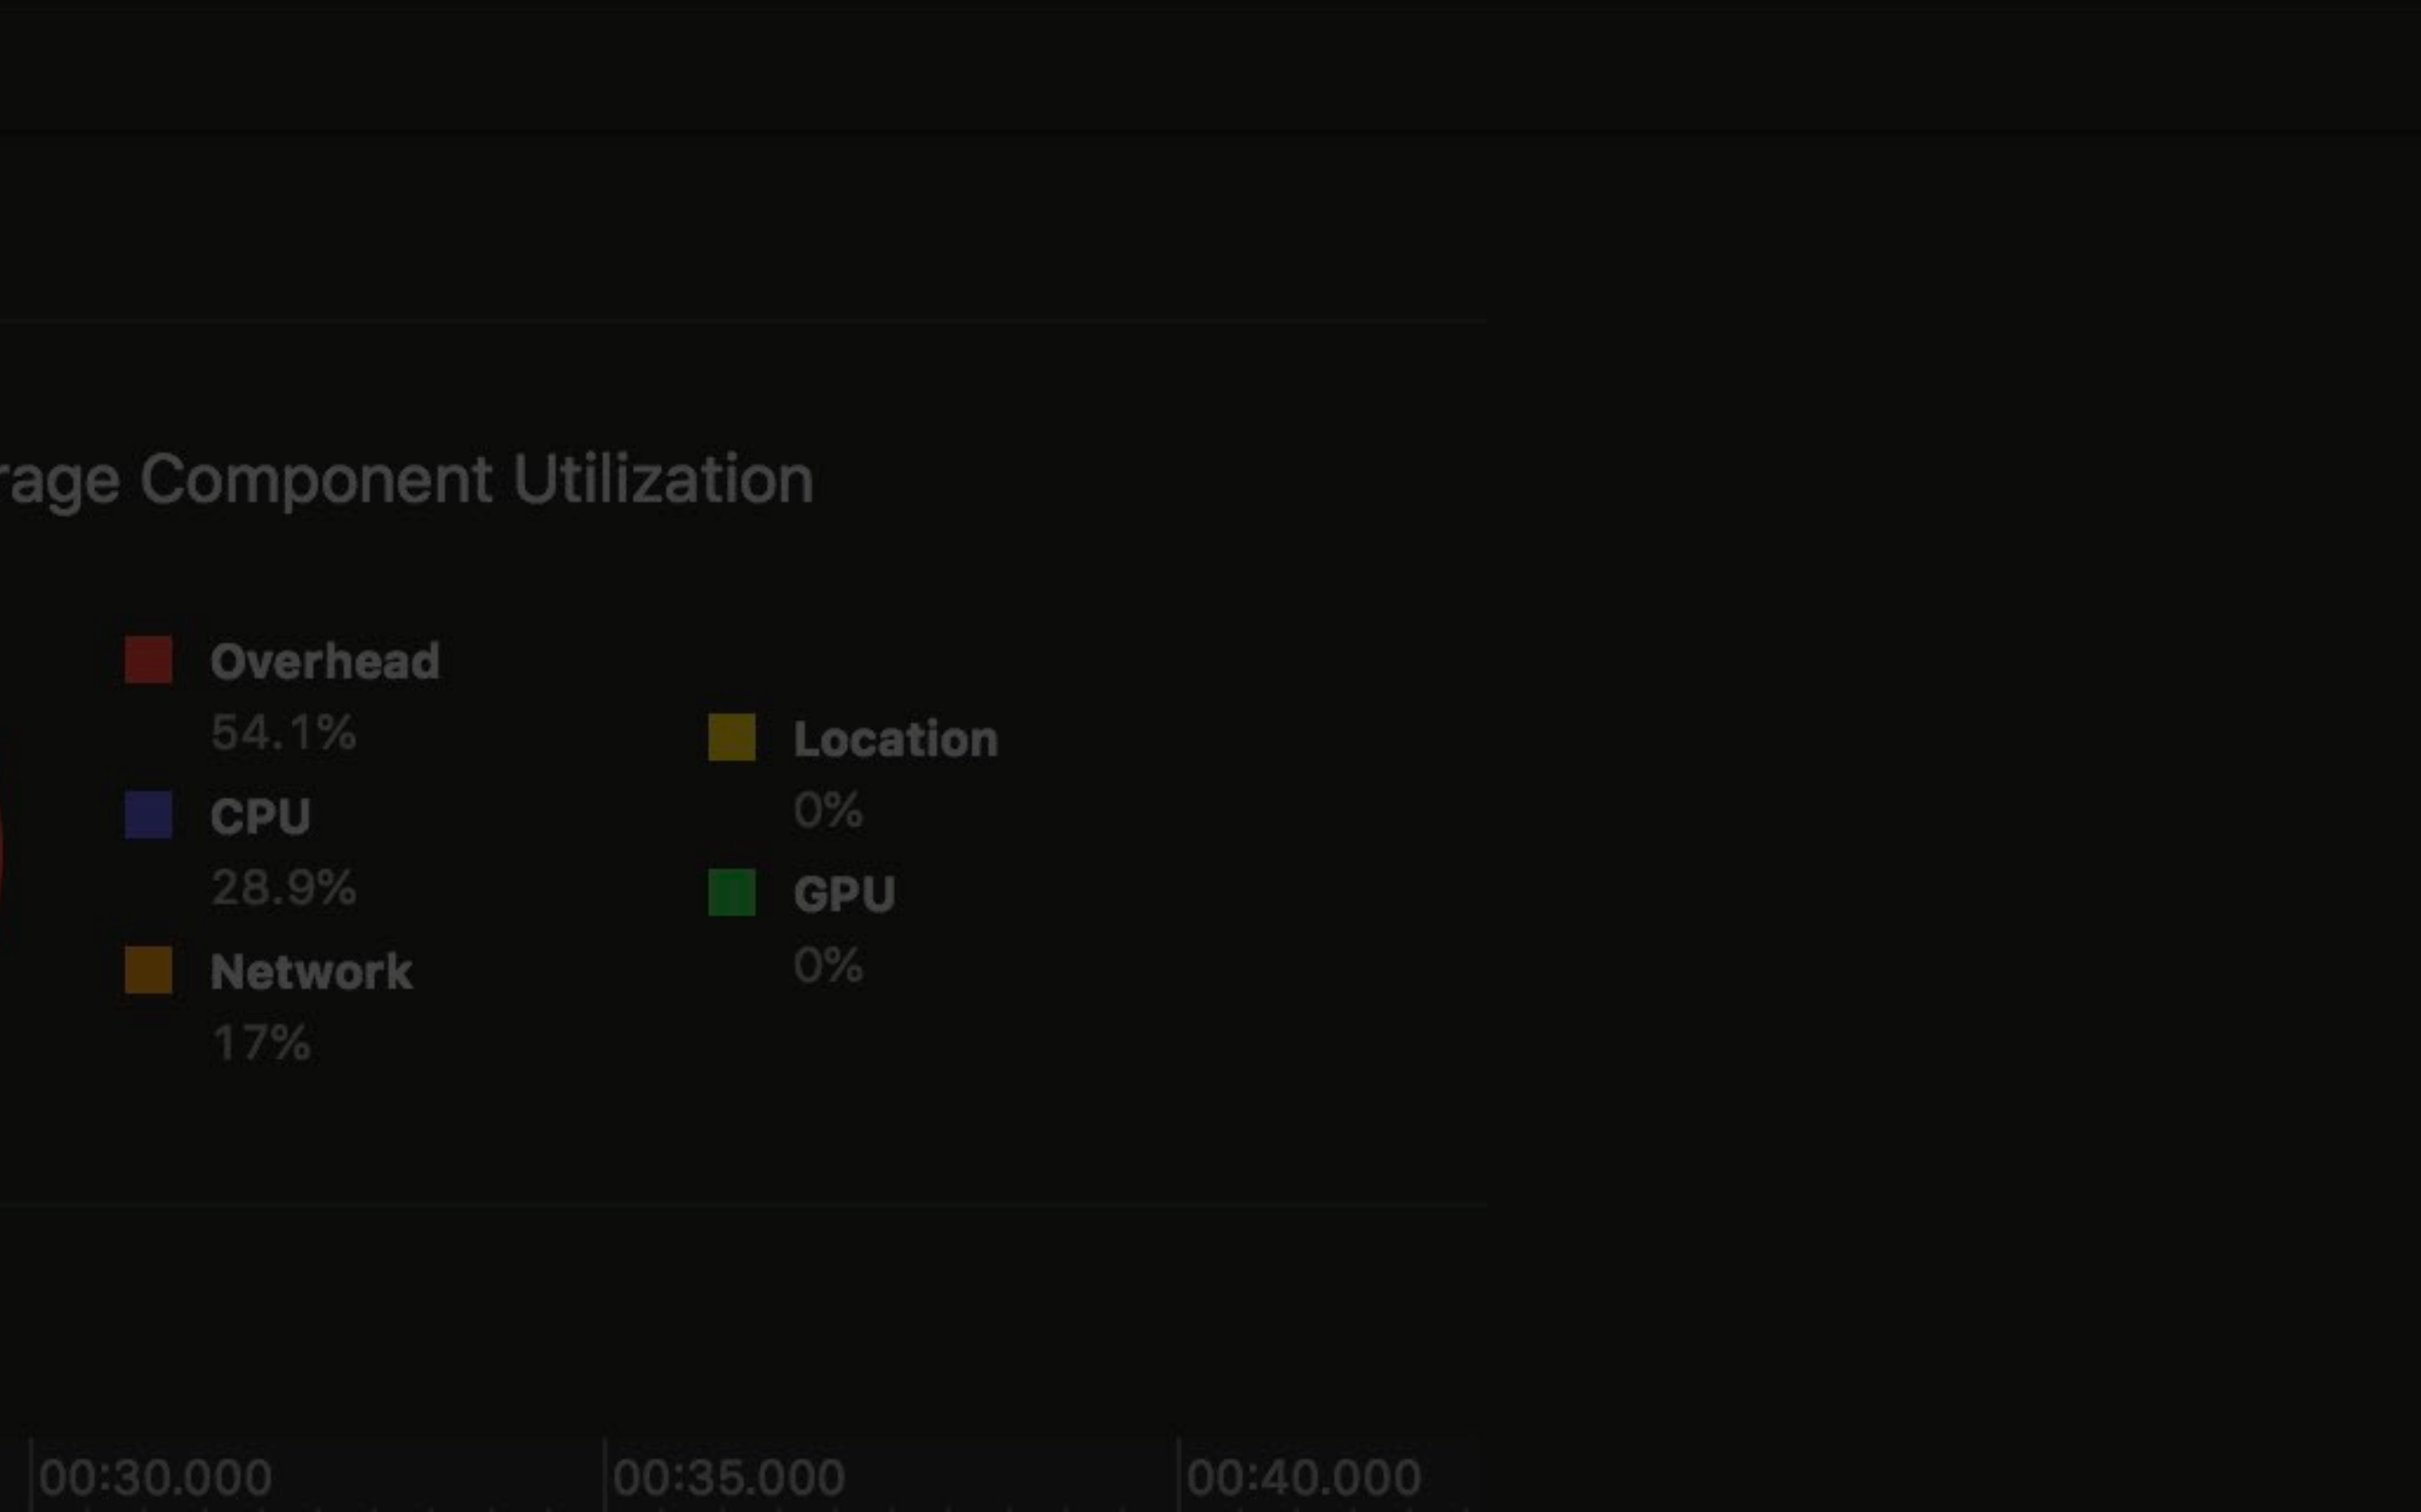 rage Component Utilization
Overhead
54.1%
CPU
28.9%
Network
17%
Location
0%
GPU
0%
00:30.000
00:35.000
00:40.000